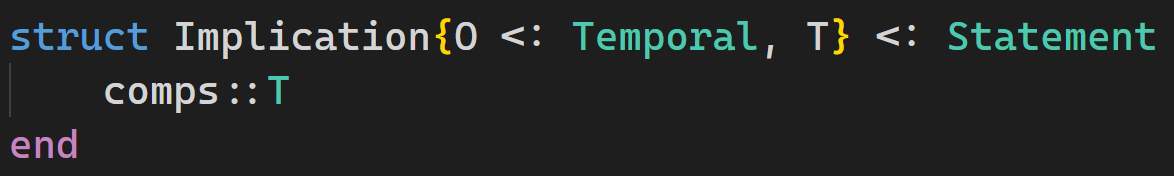 struct Implication{O <: Temporal, T} <: Statement
    comps::T
end